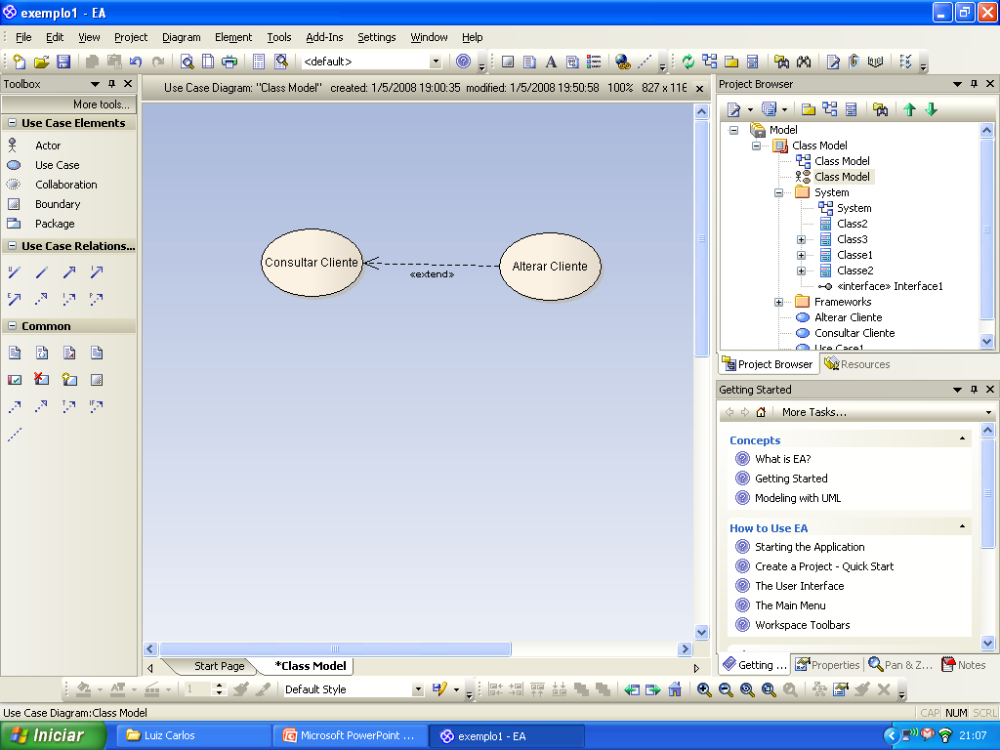 exemplo1 - EA
File Edit View Project Diagram Element Tools Add-Ins Settings Window Help
<default>
Toolbox
More tools...
Use Case Elements
Actor
Use Case
Collaboration
Boundary
Package
Use Case Relations...
Common
Use Case Diagram: "Class Model" created: 1/5/2008 19:00:35 modified: 1/5/2008 19:50:58 100% 827 x 116
Consultar Cliente
Alterar Cliente
«extend»
Start Page
*Class Model
Project Browser
Model
Class Model
Class Model
Class Model
System
System
Class2
Class3
Classe1
Classe2
«interface» Interface1
Frameworks
Alterar Cliente
Consultar Cliente
Use Case1
Project Browser
Resources
Getting Started
More Tasks...
Concepts
What is EA?
Getting Started
Modeling with UML
How to Use EA
Starting the Application
Create a Project - Quick Start
The User Interface
The Main Menu
Workspace Toolbars
Getting ...
Properties
Pan & Z...
Notes
1
Default Style
Use Case Diagram:Class Model
CAP NUM SCRL
Iniciar
Luiz Carlos
Microsoft PowerPoint ...
exemplo1 - EA
21:07